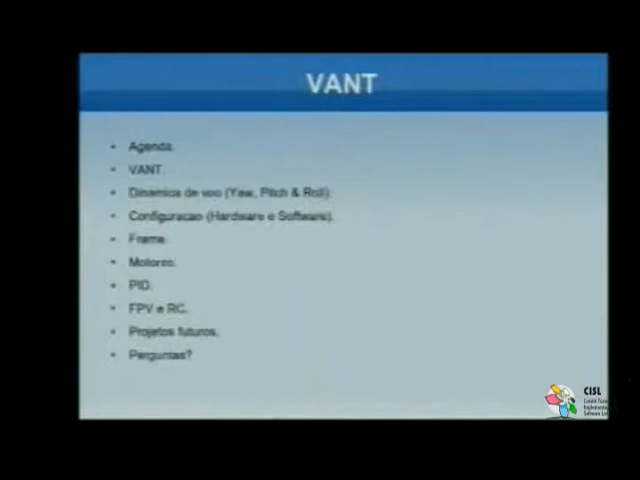 VANT
• Agenda.
• VANT.
• Dinamica de voo (Yaw, Pitch & Roll)
• Configuracao (Hardware e Software).
• Frame.
• Motores.
• PID.
• FPV e RC.
• Projetos futuros.
• Perguntas?
CISL
Software